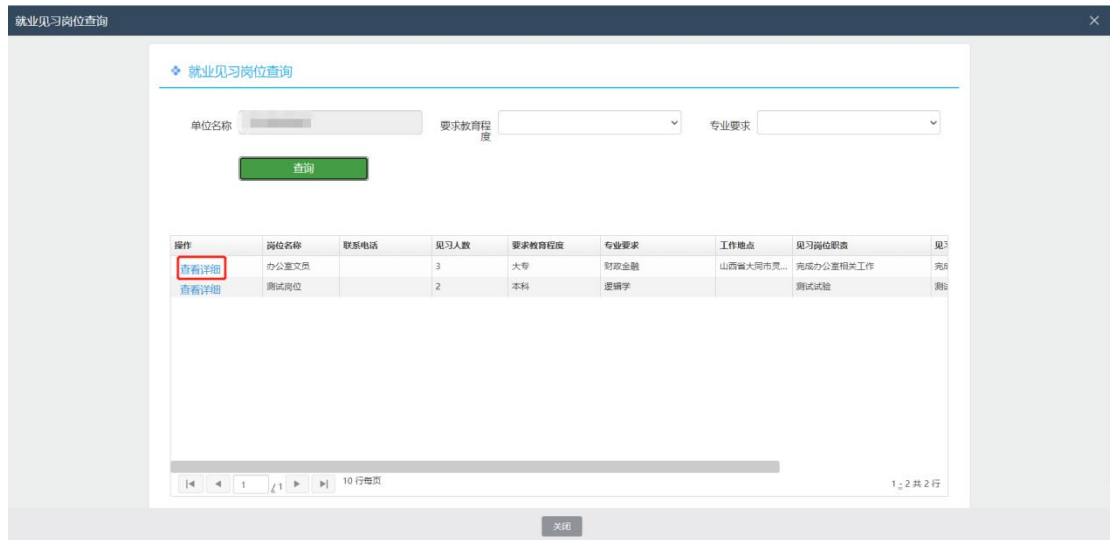 就业见习岗位查询
就业见习岗位查询
单位名称 要求教育程度 专业要求
查询
操作 岗位名称 联系电话 见习人数 要求教育程度 专业要求 工作地点 见习岗位职责
查看详细 办公室文员 3 大专 财政金融 山西省大同市灵... 完成办公室相关工作
查看详细 测试岗位 2 本科 逻辑学 测试试验
1 / 1 10 行每页 1 - 2 共 2 行
关闭